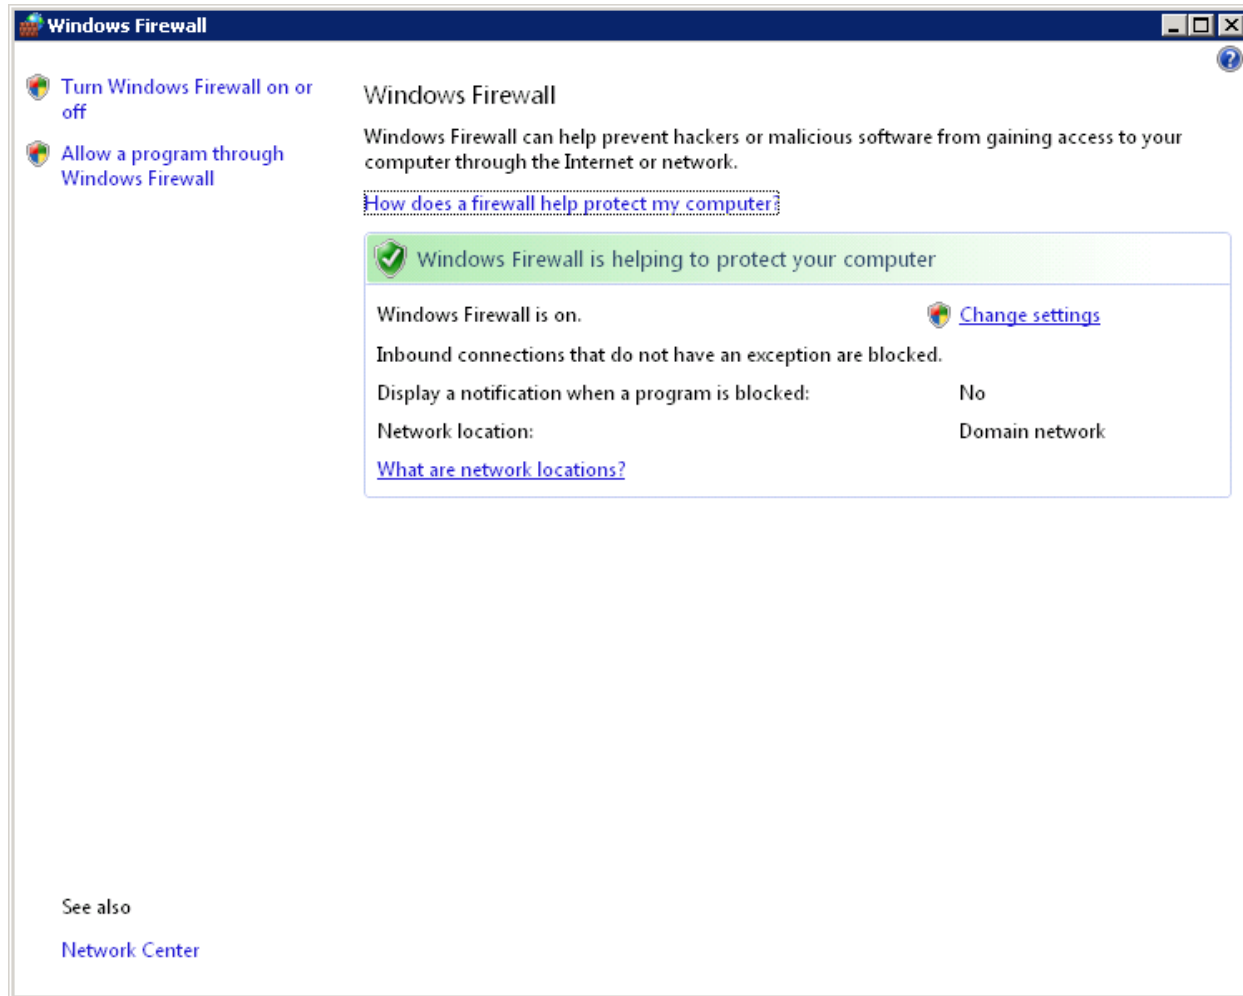 Windows Firewall
Turn Windows Firewall on or
off
Allow a program through
Windows Firewall
Windows Firewall
Windows Firewall can help prevent hackers or malicious software from gaining access to your
computer through the Internet or network.
How does a firewall help protect my computer?
Windows Firewall is helping to protect your computer
Windows Firewall is on.
Change settings
Inbound connections that do not have an exception are blocked.
Display a notification when a program is blocked: No
Network location: Domain network
What are network locations?
See also
Network Center